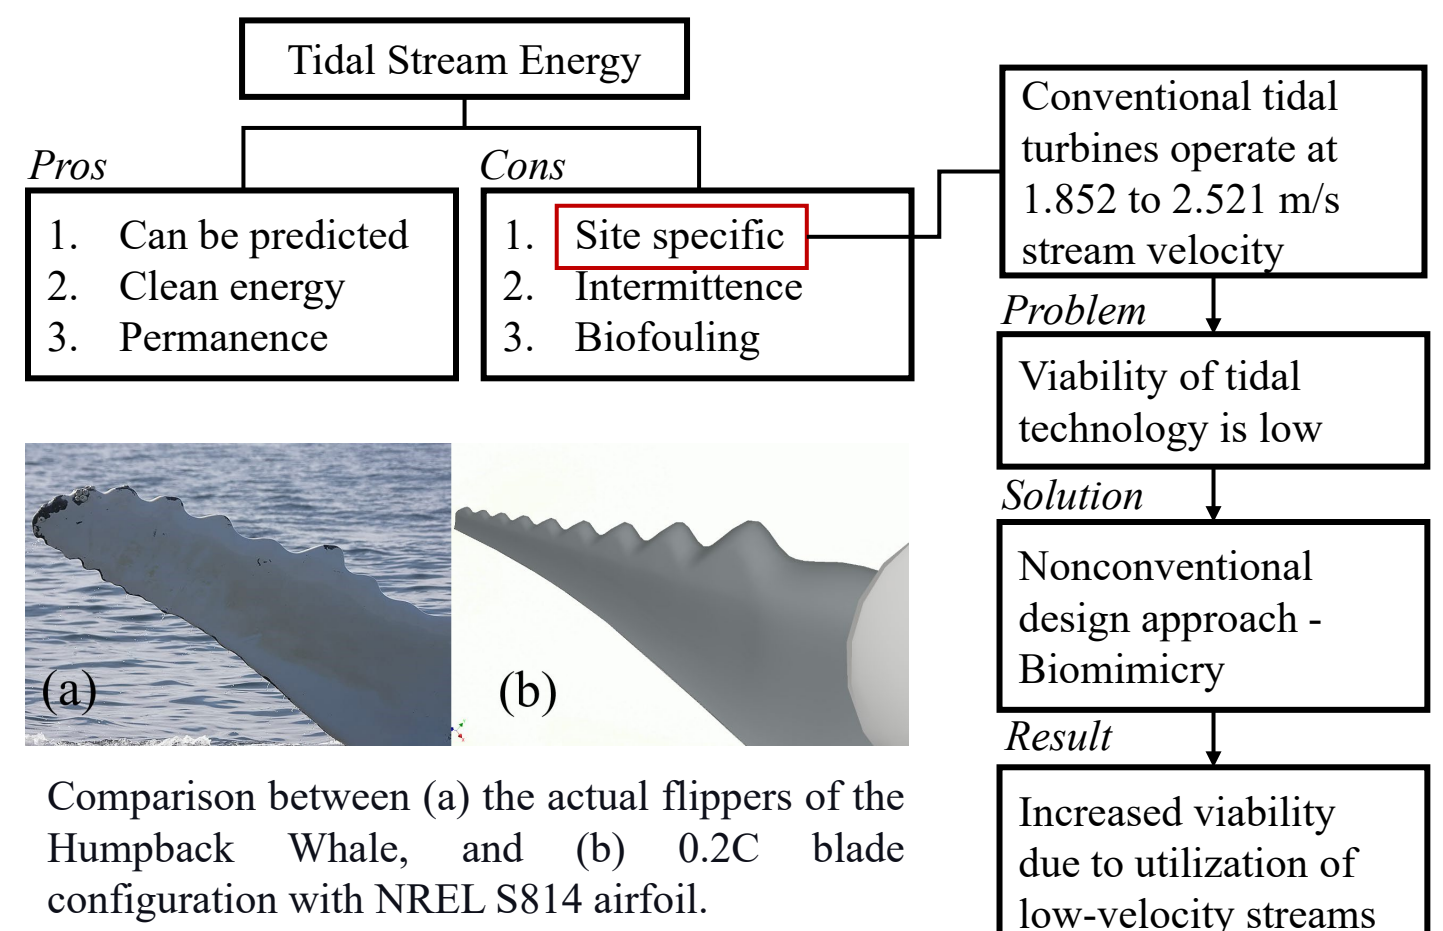 Tidal Stream Energy
Pros
1. Can be predicted
2. Clean energy
3. Permanence
Cons
1. Site specific
2. Intermittence
3. Biofouling
Conventional tidal
turbines operate at
1.852 to 2.521 m/s
stream velocity
Problem
Viability of tidal
technology is low
Solution
Nonconventional
design approach -
Biomimicry
Result
Increased viability
due to utilization of
low-velocity streams
(a)
(b)
Comparison between (a) the actual flippers of the
Humpback Whale, and (b) 0.2C blade
configuration with NREL S814 airfoil.